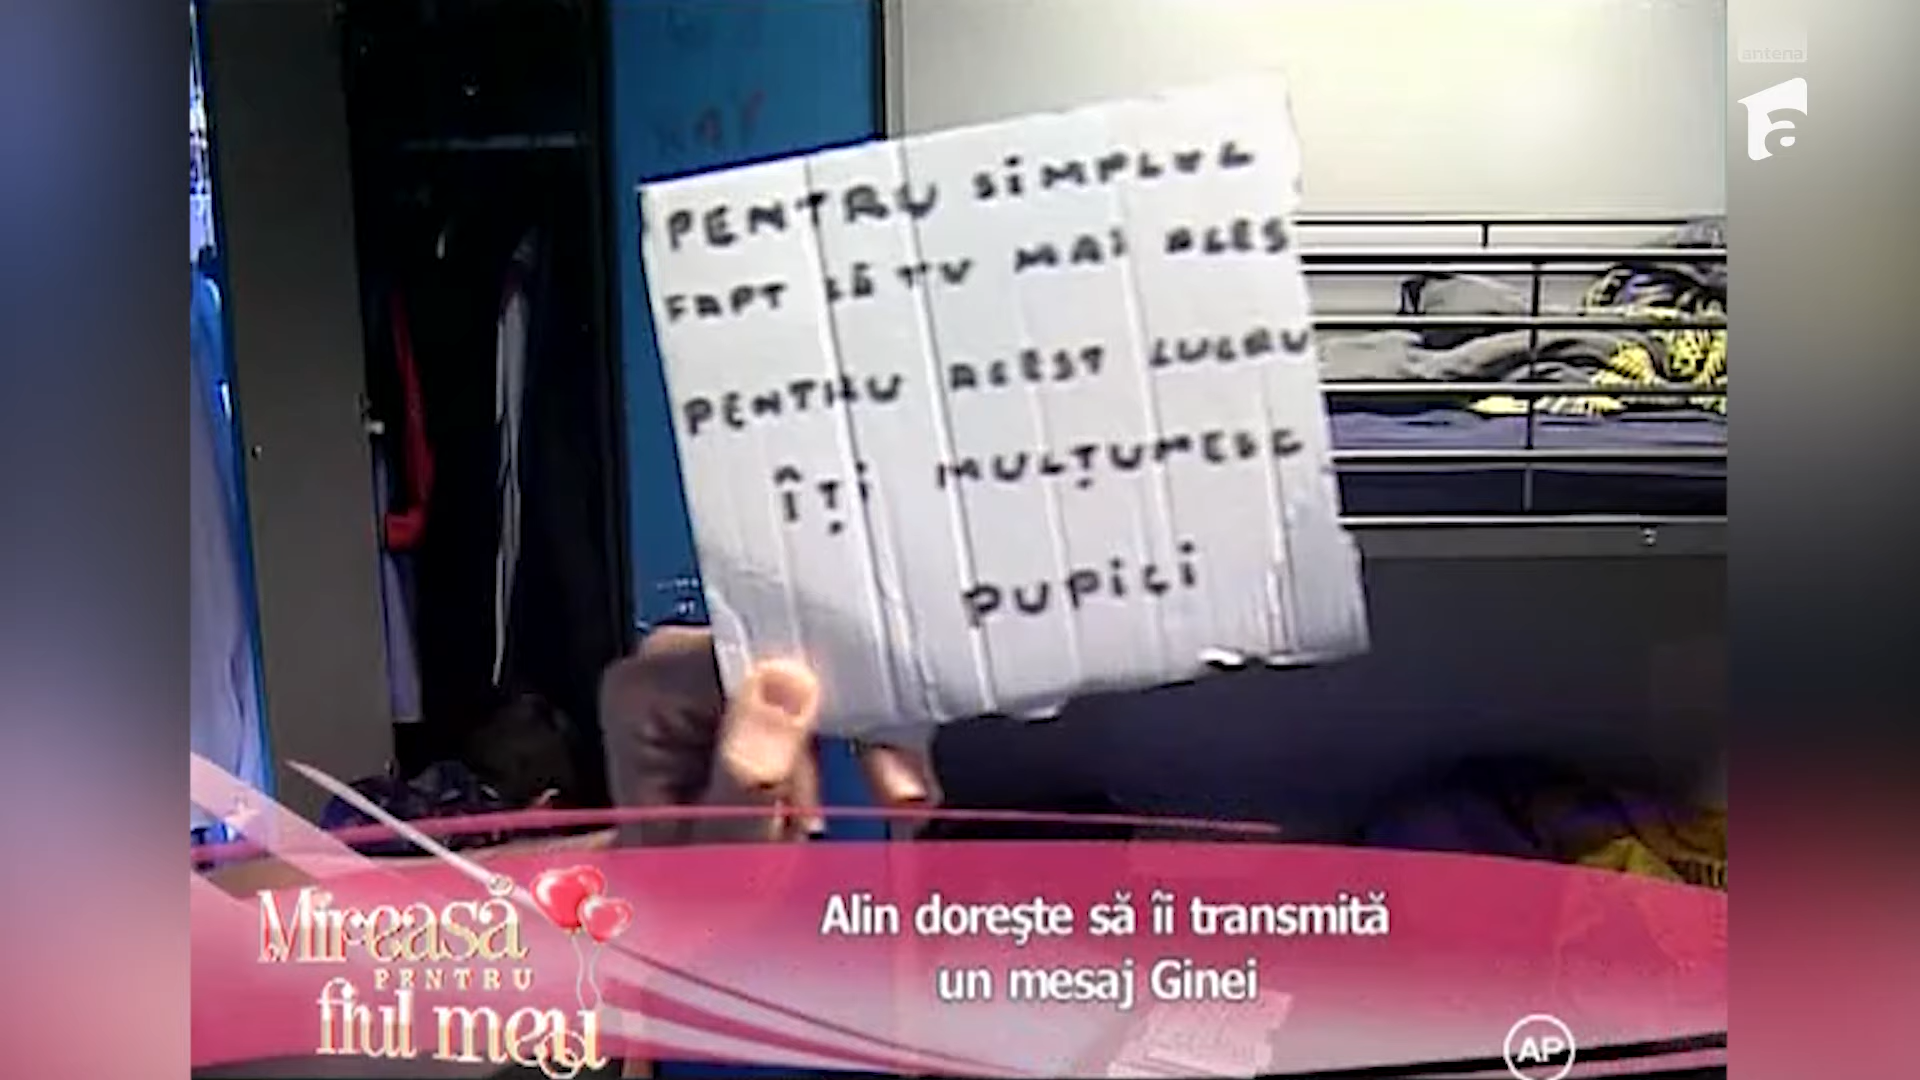 antena
a
PENTRU SIMPLUL
FAPT CĂ TU MAI ALES
PENTRU ACEST LUCRU
ÎȚI MULȚUMESC
PUPICI
Mireasă
PENTRU
fiul meu
Alin doreşte să îi transmită
un mesaj Ginei
AP